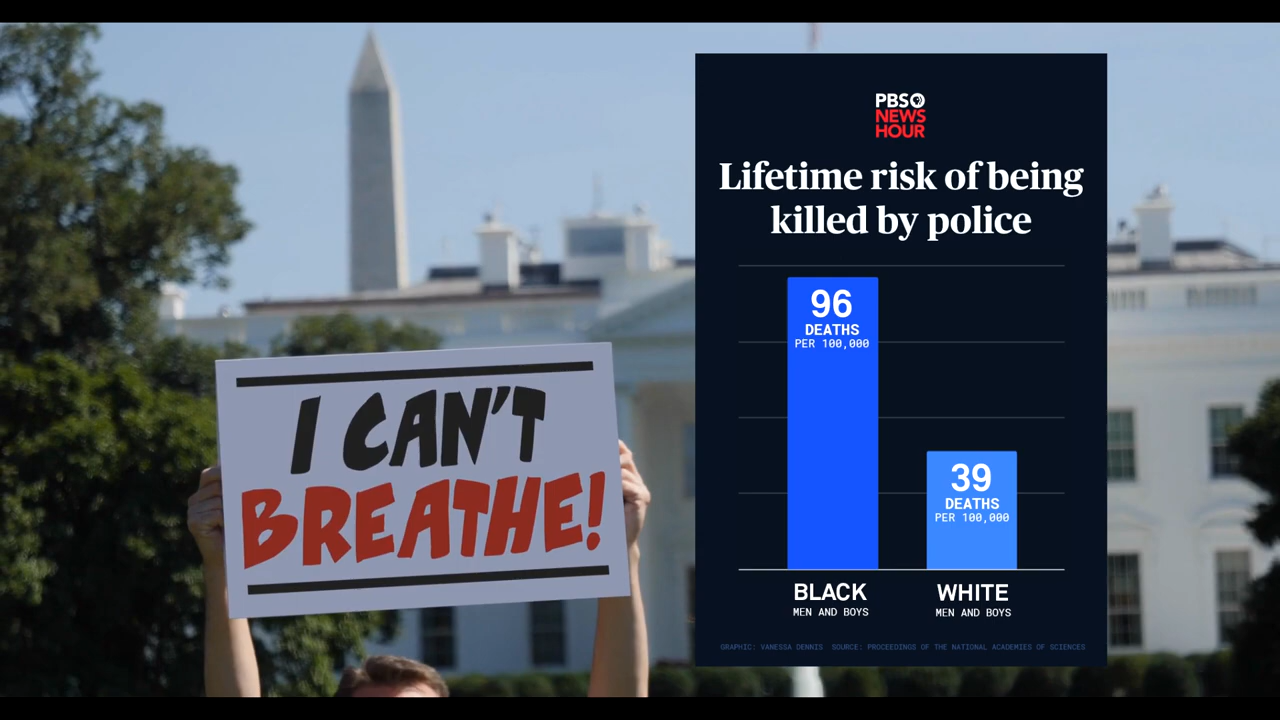 I CAN'T
BREATHE!
PBS
NEWS
HOUR
Lifetime risk of being
killed by police
96
DEATHS
PER 100,000
39
DEATHS
PER 100,000
BLACK
MEN AND BOYS
WHITE
MEN AND BOYS
GRAPHIC: VANESSA DENNIS SOURCE: PROCEEDINGS OF THE NATIONAL ACADEMIES OF SCIENCES